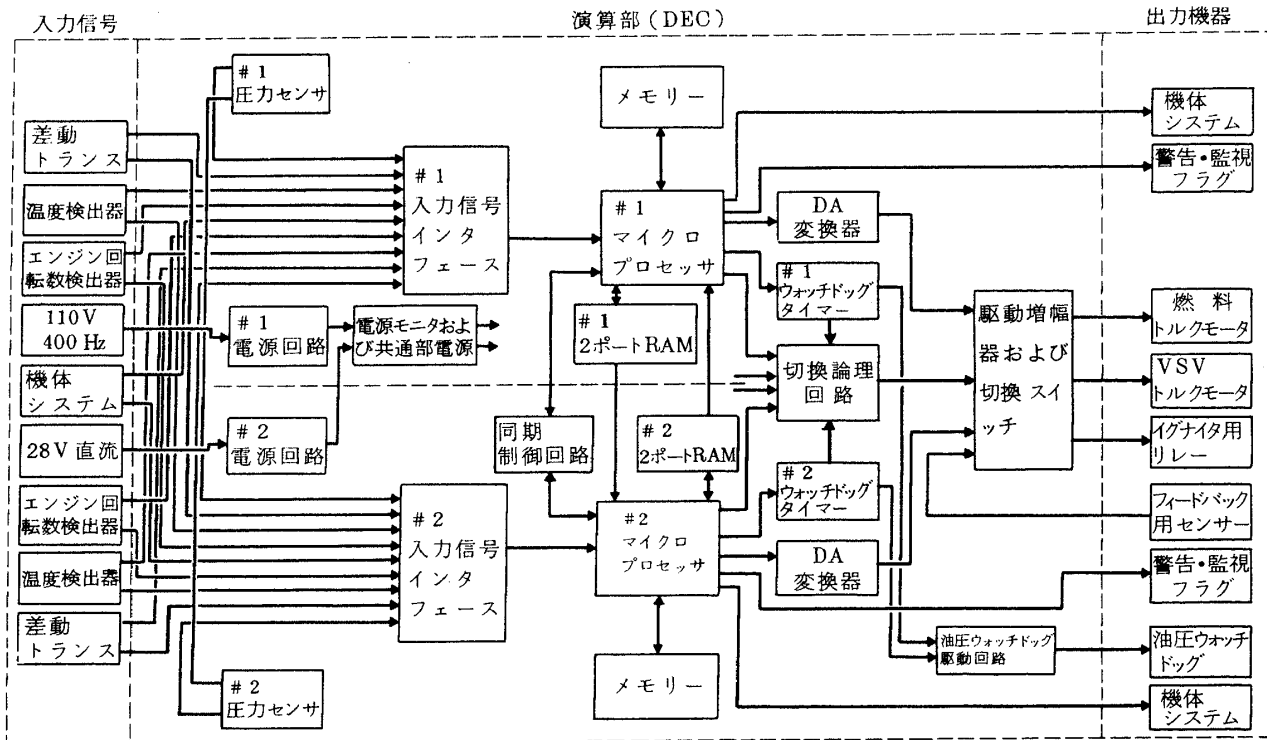 入力信号
演算部(DEC)
出力機器
差動
トランス
温度検出器
エンジン回
転数検出器
110V
400Hz
機体
システム
28V直流
エンジン回
転数検出器
温度検出器
差動
トランス
#1
圧力センサ
#1
電源回路
#2
電源回路
電源モニタおよ
び共通部電源
#2
圧力センサ
#1
入力信号
インタ
フェース
#2
入力信号
インタ
フェース
メモリー
#1
マイクロ
プロセッサ
#1
2ポートRAM
同期
制御回路
#2
2ポートRAM
#2
マイクロ
プロセッサ
メモリー
DA
変換器
#1
ウォッチドッグ
タイマー
切換論理
回路
#2
ウォッチドッグ
タイマー
DA
変換器
駆動増幅
器および
切換スイ
ッチ
油圧ウォッチドッグ
駆動回路
機体
システム
警告・監視
フラグ
燃料
トルクモータ
VSV
トルクモータ
イグナイタ用
リレー
フィードバック
用センサー
警告・監視
フラグ
油圧ウォッチ
ドッグ
機体
システム